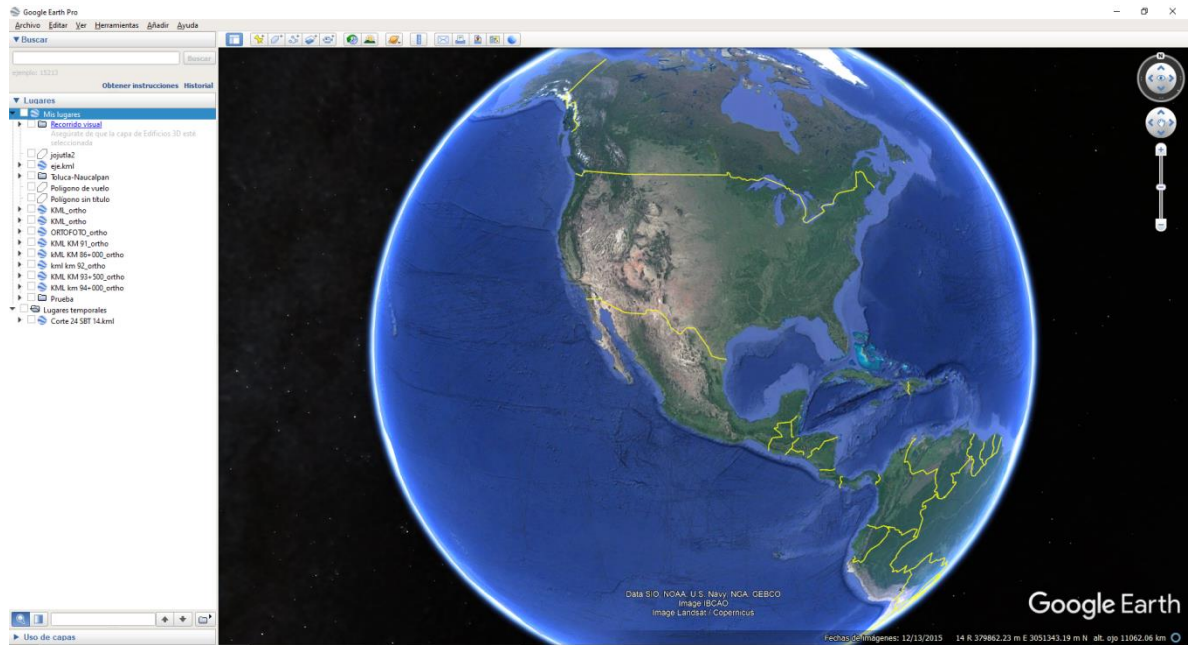 Google Earth Pro
Archivo Editar Ver Herramientas Añadir Ayuda
Buscar
Buscar
ejemplo: 15213
Obtener instrucciones Historial
Lugares
Mis lugares
Recorrido visual
Asegúrate de que la capa de Edificios 3D esté
seleccionada
jojutla2
eje.kml
Toluca-Naucalpan
Polígono de vuelo
Polígono sin título
KML_ortho
KML_ortho
ORTOFOTO_ortho
KML KM 91_ortho
kML KM 86+000_ortho
kml km 92_ortho
KML KM 93+500_ortho
KML km 94+000_ortho
Prueba
Lugares temporales
Corte 24 SBT 14.kml
Uso de capas
N
Data SIO, NOAA, U.S. Navy, NGA, GEBCO
Image IBCAO
Image Landsat / Copernicus
Google Earth
Fechas de imágenes: 12/13/2015 14 R 379862.23 m E 3051343.19 m N alt. ojo 11062.06 km